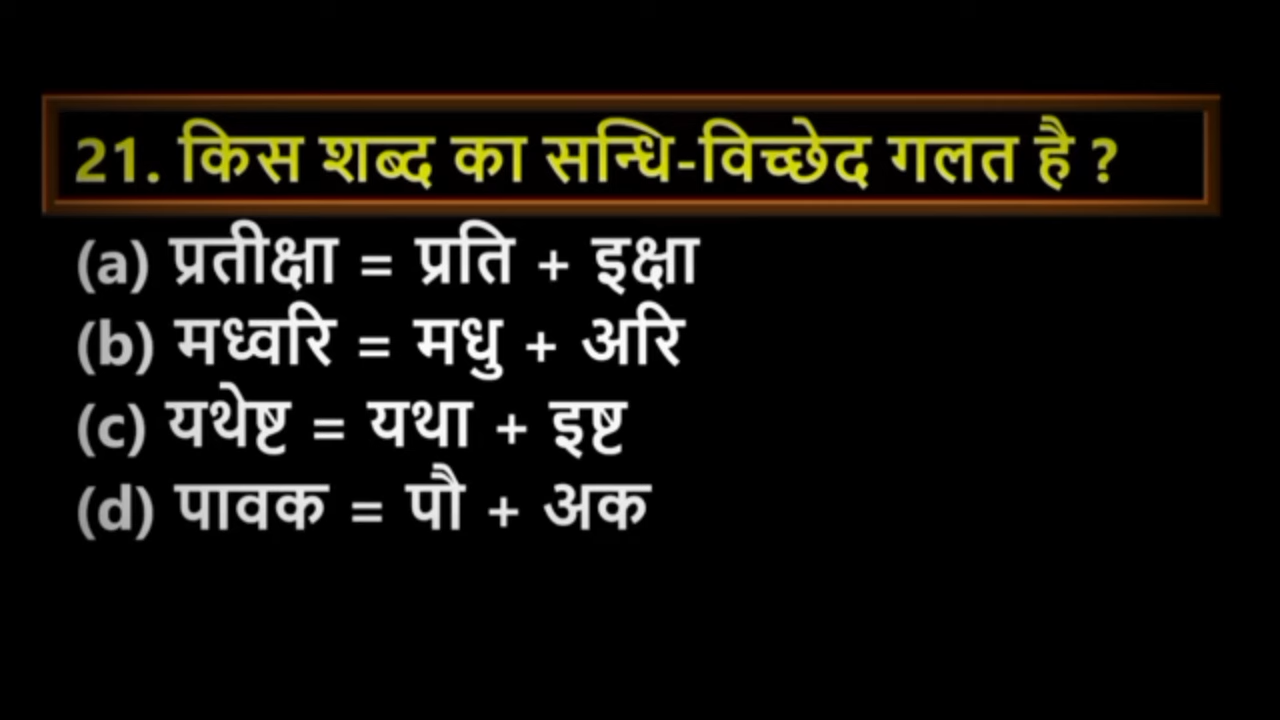 21. किस शब्द का सन्धि-विच्छेद गलत है ?
(a) प्रतीक्षा = प्रति + इक्षा
(b) मध्वरि = मधु + अरि
(c) यथेष्ट = यथा + इष्ट
(d) पावक = पौ + अक